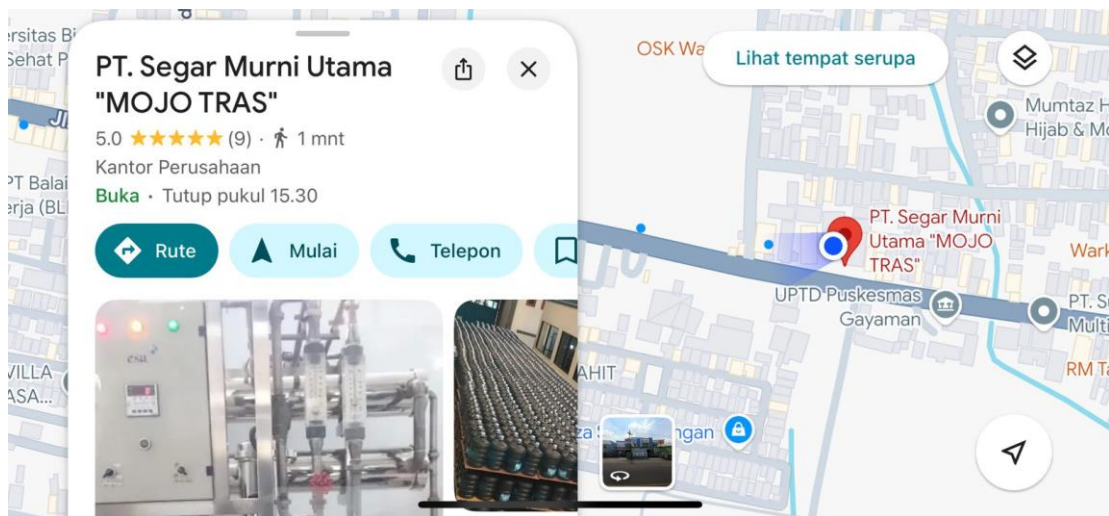 PT. Segar Murni Utama
"MOJO TRAS"
5.0 ★★★★★ (9) · 1 mnt
Kantor Perusahaan
Buka · Tutup pukul 15.30
Rute
Mulai
Telepon
esa
OSK Wa
Lihat tempat serupa
Mumtaz H
Hijab & Mo
PT. Segar Murni
Utama "MOJO
TRAS"
Wark
UPTD Puskesmas
Gayaman
PT. S
Multi
RM Ta
AHIT
ngan
ersitas Bi
Sehat P
PT Balai
erja (BL
VILLA
ASA...